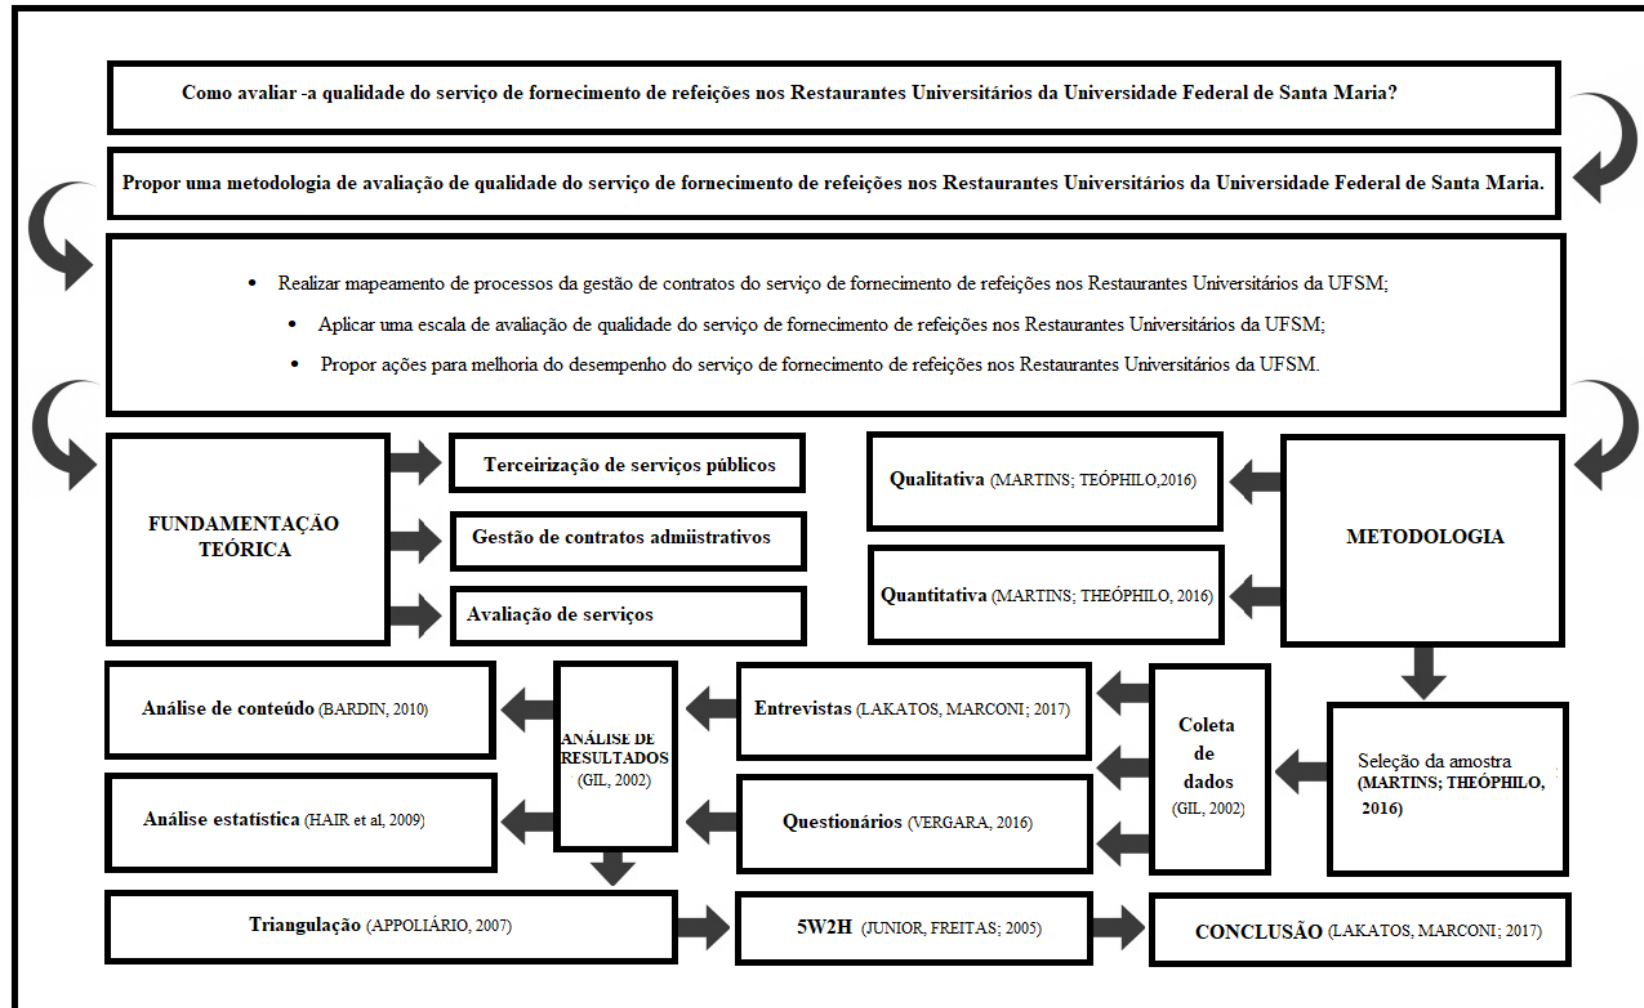 Como avaliar -a qualidade do serviço de fornecimento de refeições nos Restaurantes Universitários da Universidade Federal de Santa Maria?
Propor uma metodologia de avaliação de qualidade do serviço de fornecimento de refeições nos Restaurantes Universitários da Universidade Federal de Santa Maria.
• Realizar mapeamento de processos da gestão de contratos do serviço de fornecimento de refeições nos Restaurantes Universitários da UFSM;
• Aplicar uma escala de avaliação de qualidade do serviço de fornecimento de refeições nos Restaurantes Universitários da UFSM;
• Propor ações para melhoria do desempenho do serviço de fornecimento de refeições nos Restaurantes Universitários da UFSM.
FUNDAMENTAÇÃO
TEÓRICA
Terceirização de serviços públicos
Gestão de contratos admiistrativos
Avaliação de serviços
Qualitativa (MARTINS; TEÓPHILO,2016)
Quantitativa (MARTINS; THEÓPHILO, 2016)
METODOLOGIA
Seleção da amostra
(MARTINS; THEÓPHILO,
2016)
Coleta
de
dados
(GIL, 2002)
Entrevistas (LAKATOS, MARCONI; 2017)
Questionários (VERGARA, 2016)
ANÁLISE DE
RESULTADOS
(GIL, 2002)
Análise de conteúdo (BARDIN, 2010)
Análise estatística (HAIR et al, 2009)
Triangulação (APPOLIÁRIO, 2007)
5W2H (JUNIOR, FREITAS; 2005)
CONCLUSÃO (LAKATOS, MARCONI; 2017)